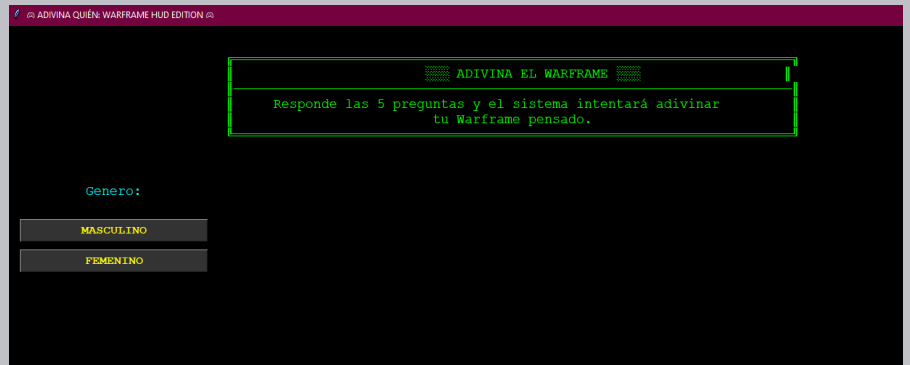 ADIVINA QUIÉN: WARFRAME HUD EDITION
░░░ ADIVINA EL WARFRAME ░░░
Responde las 5 preguntas y el sistema intentará adivinar
tu Warframe pensado.
Genero:
MASCULINO
FEMENINO